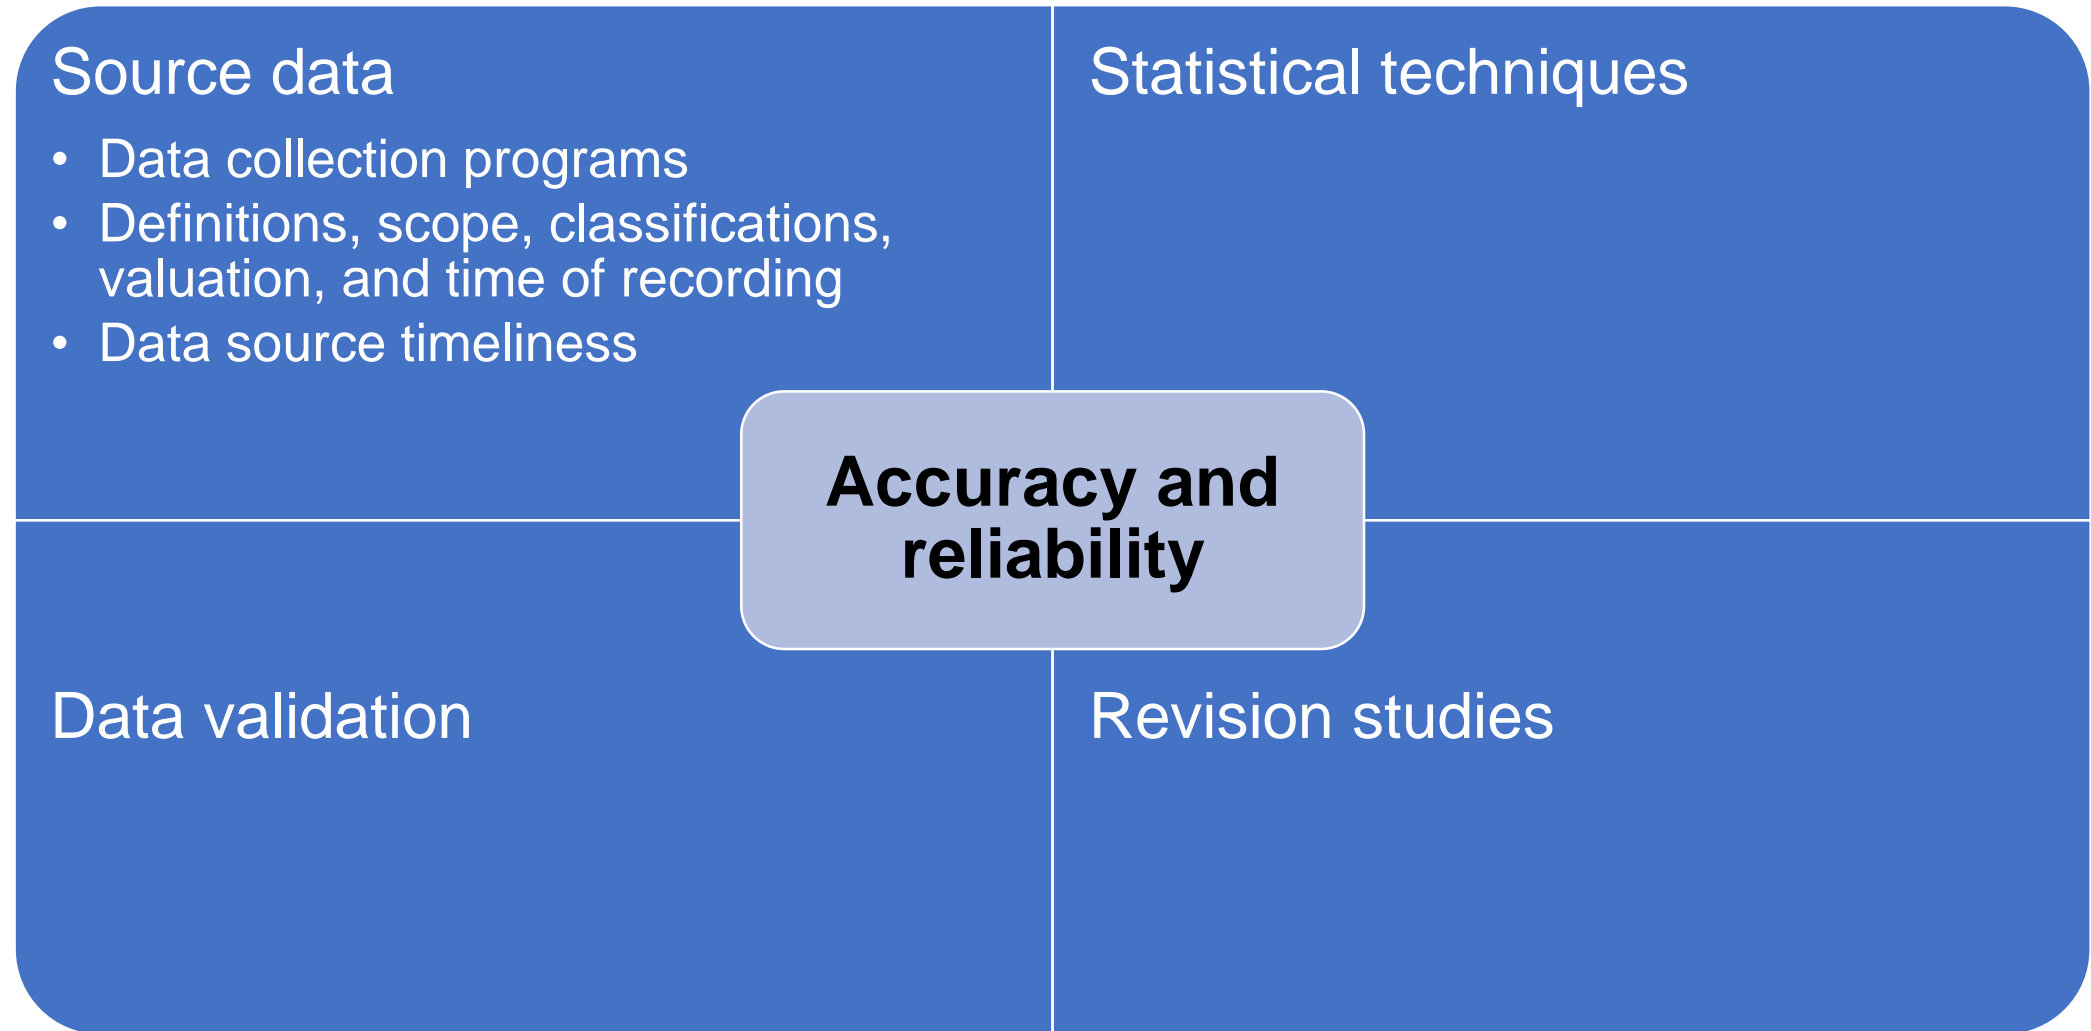 Source data
• Data collection programs
• Definitions, scope, classifications,
valuation, and time of recording
• Data source timeliness
Statistical techniques
Accuracy and
reliability
Data validation
Revision studies